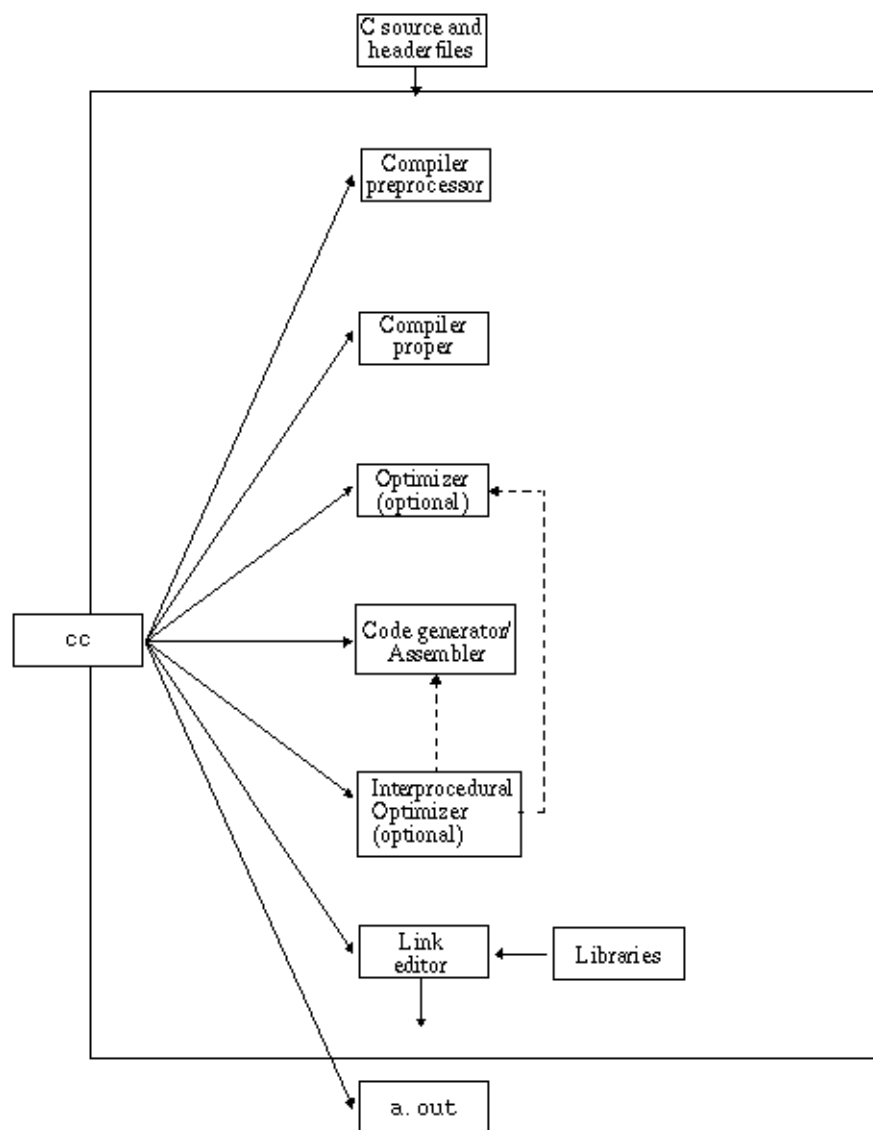 C source and
header files
Compiler
preprocessor
Compiler
proper
Optimizer
(optional)
cc
Code generator/
Assembler
Interprocedural
Optimizer
(optional)
Link
editor
Libraries
a.out